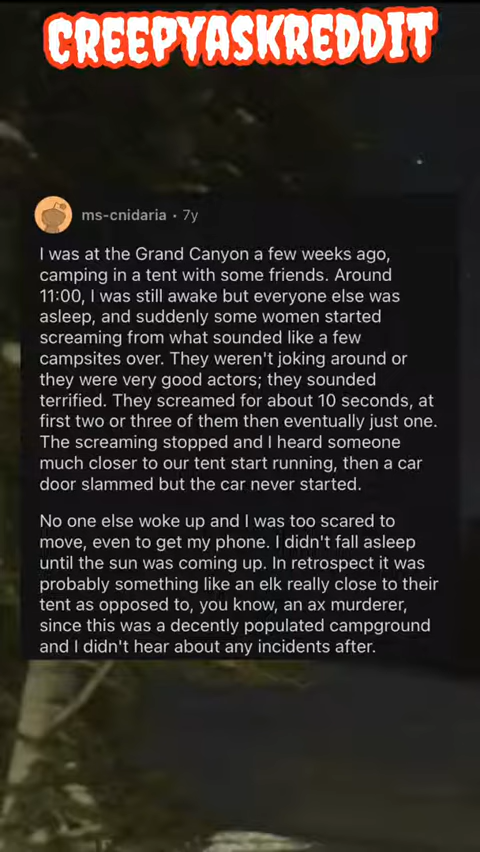 CREEPYASKREDDIT
ms-cnidaria · 7y
I was at the Grand Canyon a few weeks ago,
camping in a tent with some friends. Around
11:00, I was still awake but everyone else was
asleep, and suddenly some women started
screaming from what sounded like a few
campsites over. They weren't joking around or
they were very good actors; they sounded
terrified. They screamed for about 10 seconds, at
first two or three of them then eventually just one.
The screaming stopped and I heard someone
much closer to our tent start running, then a car
door slammed but the car never started.
No one else woke up and I was too scared to
move, even to get my phone. I didn't fall asleep
until the sun was coming up. In retrospect it was
probably something like an elk really close to their
tent as opposed to, you know, an ax murderer,
since this was a decently populated campground
and I didn't hear about any incidents after.